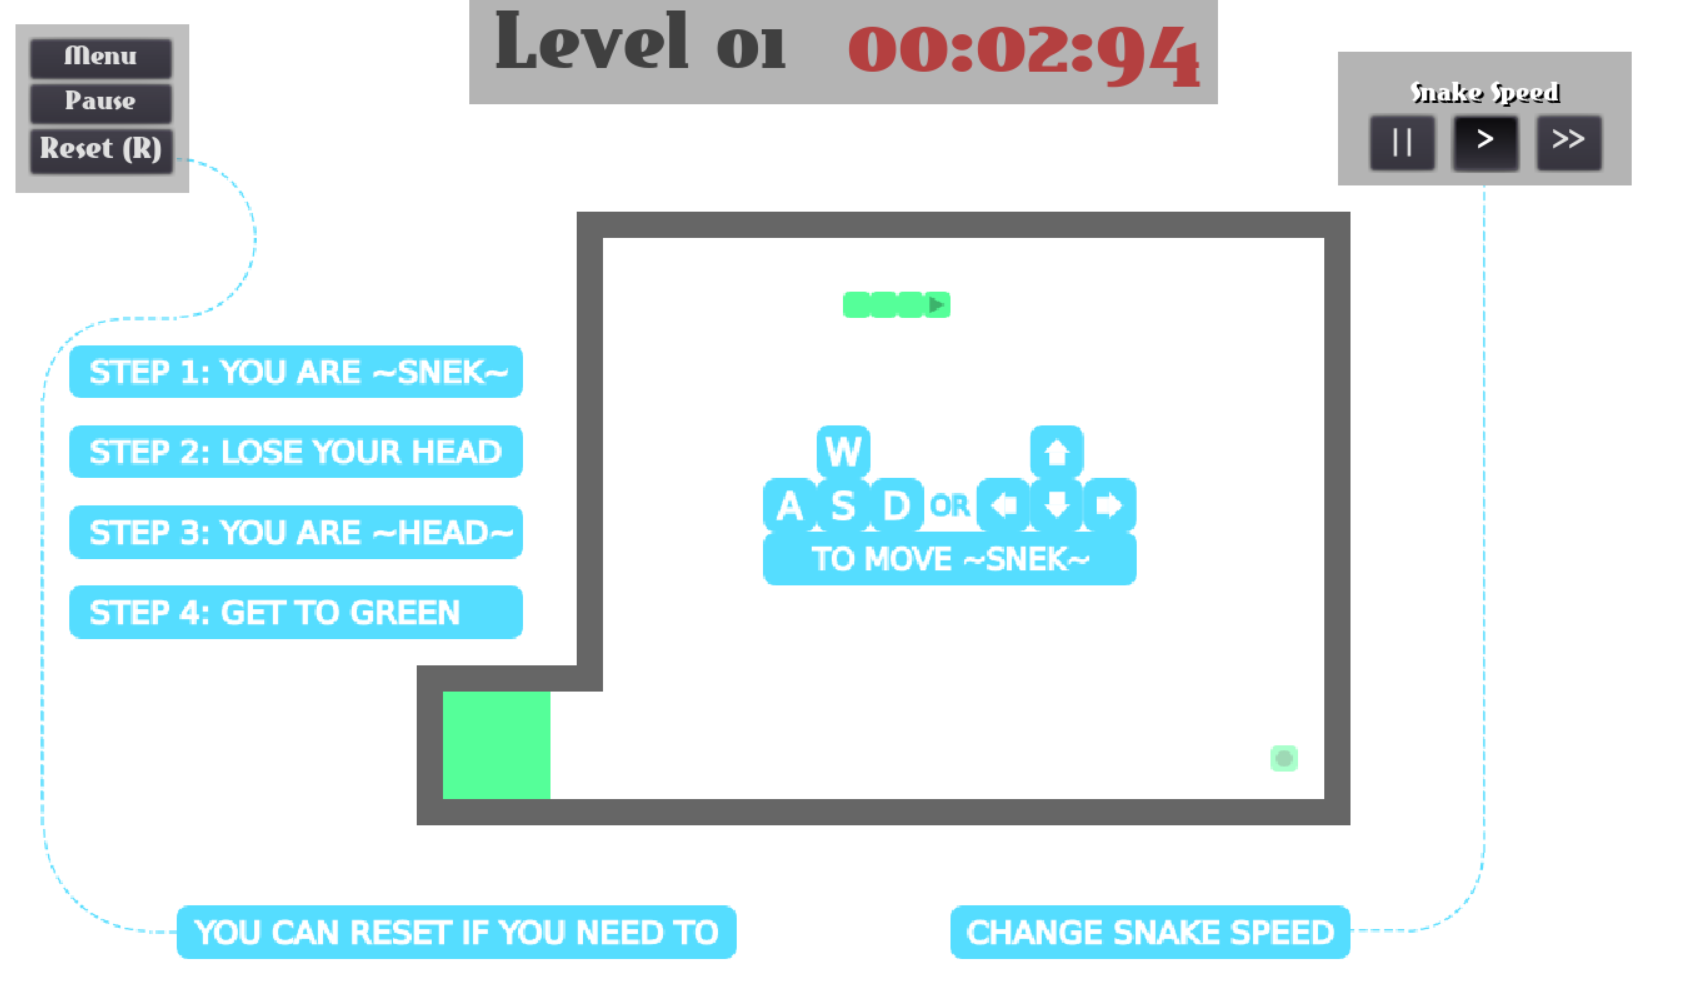 Menu
Pause
Reset (R)
Level 01 00:02:94
Snake Speed
|| > >>
STEP 1: YOU ARE ~SNEK~
STEP 2: LOSE YOUR HEAD
STEP 3: YOU ARE ~HEAD~
STEP 4: GET TO GREEN
W
A S D OR
TO MOVE ~SNEK~
YOU CAN RESET IF YOU NEED TO
CHANGE SNAKE SPEED